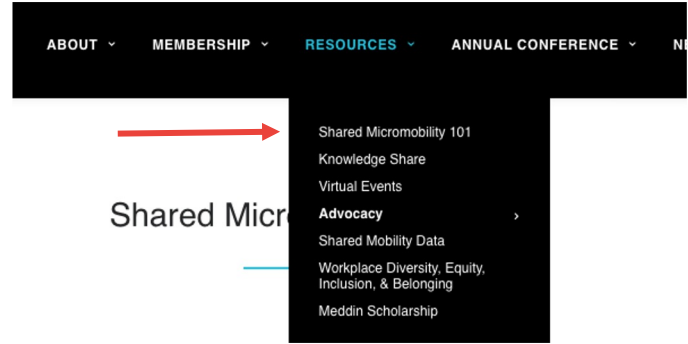 ABOUT MEMBERSHIP RESOURCES ANNUAL CONFERENCE
Shared Micromobility 101
Knowledge Share
Virtual Events
Advocacy
Shared Mobility Data
Workplace Diversity, Equity,
Inclusion, & Belonging
Meddin Scholarship
Shared Micr